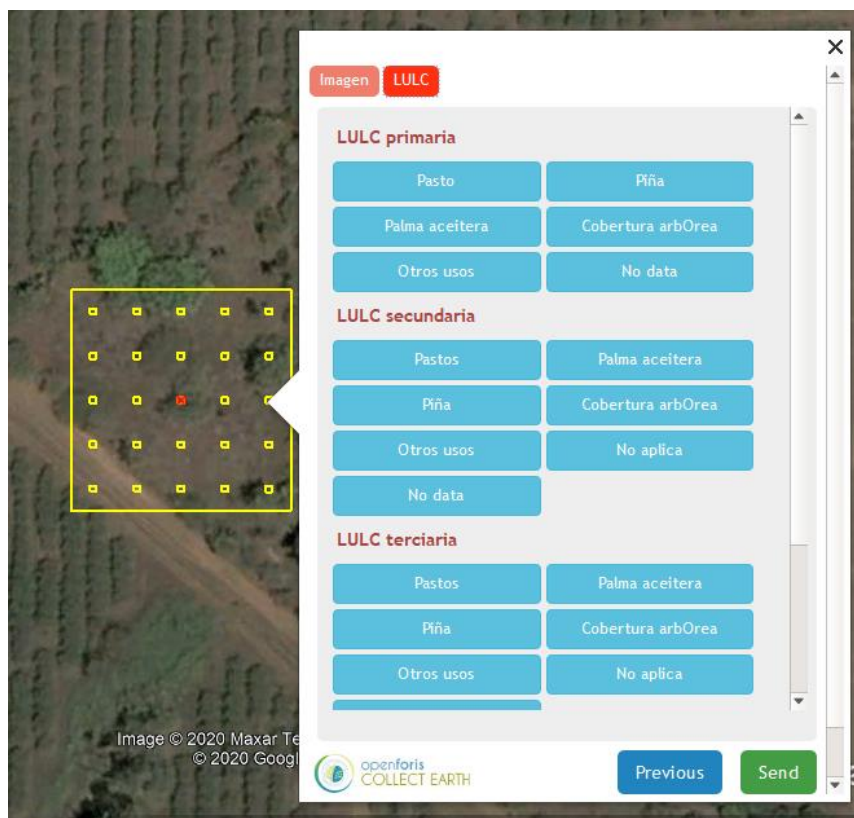 Imagen LULC
LULC primaria
Pasto Piña
Palma aceitera Cobertura arbOrea
Otros usos No data
LULC secundaria
Pastos Palma aceitera
Piña Cobertura arbOrea
Otros usos No aplica
No data
LULC terciaria
Pastos Palma aceitera
Piña Cobertura arbOrea
Otros usos No aplica
Image © 2020 Maxar Te
© 2020 Googl
openforis
COLLECT EARTH
Previous Send